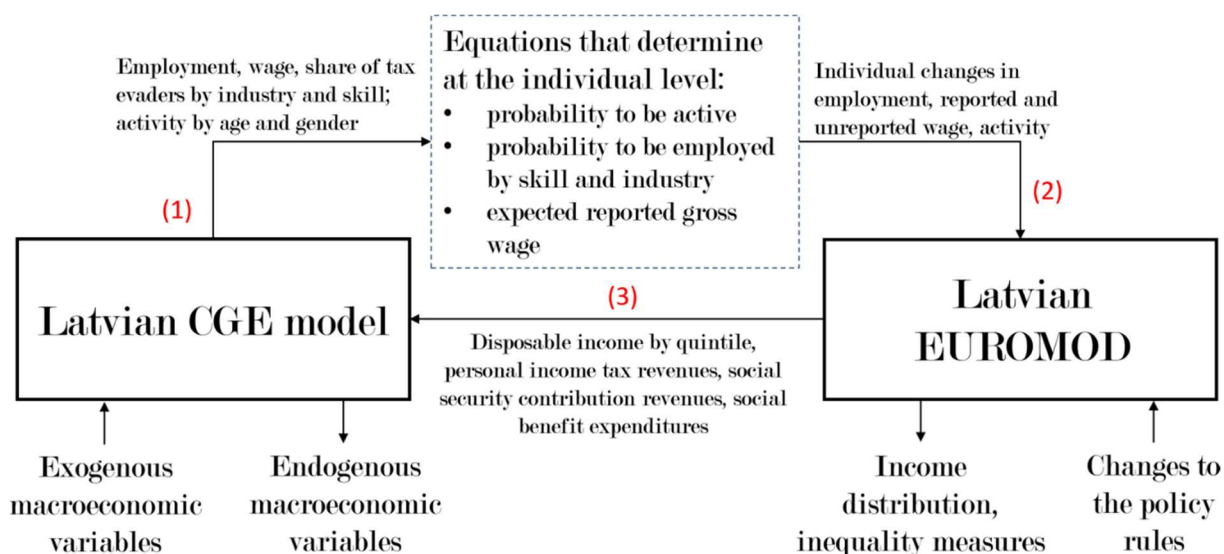 Employment, wage, share of tax
evaders by industry and skill;
activity by age and gender
Equations that determine
at the individual level:
• probability to be active
• probability to be employed
by skill and industry
• expected reported gross
wage
Individual changes in
employment, reported and
unreported wage, activity
(1)
(2)
(3)
Latvian CGE model
Latvian
EUROMOD
Disposable income by quintile,
personal income tax revenues, social
security contribution revenues, social
benefit expenditures
Exogenous
macroeconomic
variables
Endogenous
macroeconomic
variables
Income
distribution,
inequality measures
Changes to
the policy
rules